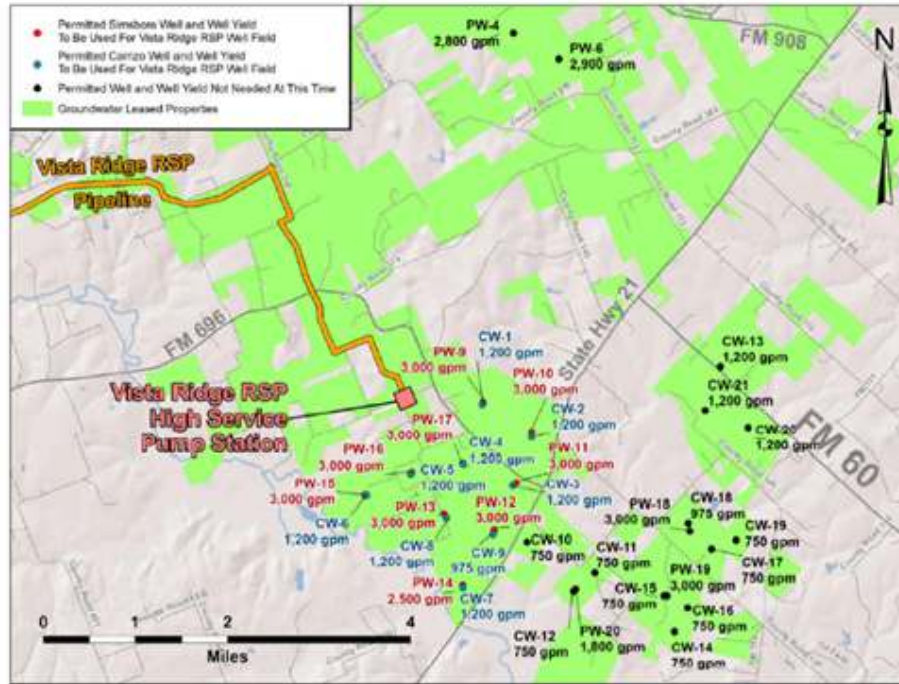 Permitted Simsboro Well and Well Yield
To Be Used For Vista Ridge RSP Well Field
Permitted Carrizo Well and Well Yield
To Be Used For Vista Ridge RSP Well Field
Permitted Well and Well Yield Not Needed At This Time
Groundwater Leased Properties
PW-4
2,800 gpm
PW-6
2,900 gpm
FM 908
N
Vista Ridge RSP
Pipeline
FM 696
State Hwy 21
Vista Ridge RSP
High Service
Pump Station
CW-1
1,200 gpm
PW-9
3,000 gpm
PW-10
3,000 gpm
CW-2
1,200 gpm
PW-17
3,000 gpm
CW-4
1,200 gpm
PW-11
3,000 gpm
PW-16
3,000 gpm
CW-5
1,200 gpm
CW-3
1,200 gpm
PW-15
3,000 gpm
CW-6
1,200 gpm
PW-13
3,000 gpm
PW-12
3,000 gpm
CW-8
1,200 gpm
CW-9
975 gpm
PW-14
2,500 gpm
CW-7
1,200 gpm
CW-13
1,200 gpm
CW-21
1,200 gpm
CW-20
1,200 gpm
FM 60
CW-10
750 gpm
CW-11
750 gpm
PW-18
3,000 gpm
CW-18
975 gpm
CW-19
750 gpm
CW-17
750 gpm
PW-19
3,000 gpm
CW-15
750 gpm
CW-16
750 gpm
CW-12
750 gpm
PW-20
1,800 gpm
CW-14
750 gpm
0 1 2 4
Miles